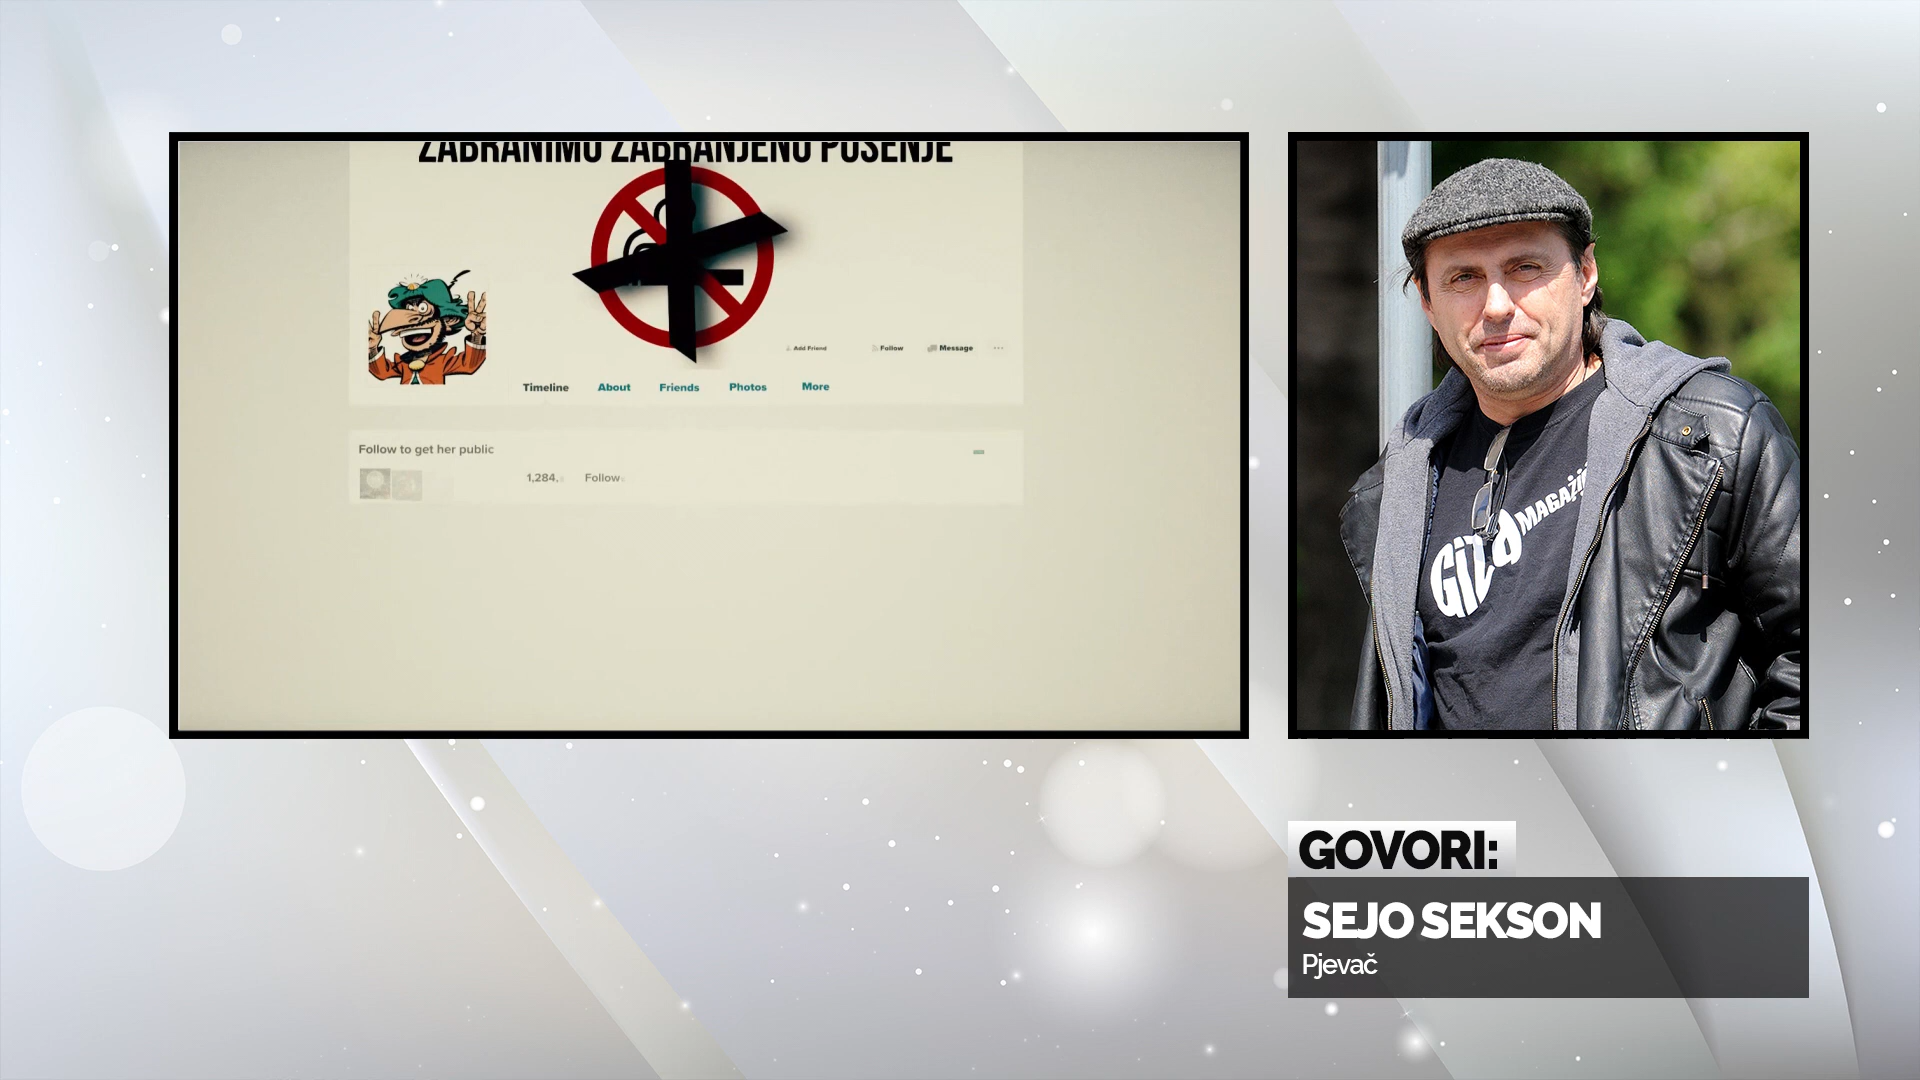 ZABRANIMO ZABRANJENO PUŠENJE
Add Friend
Follow
Message
Timeline
About
Friends
Photos
More
Follow to get her public
1,284,
Follow
MAGAZIN
GOVORI:
SEJO SEKSON
Pjevač